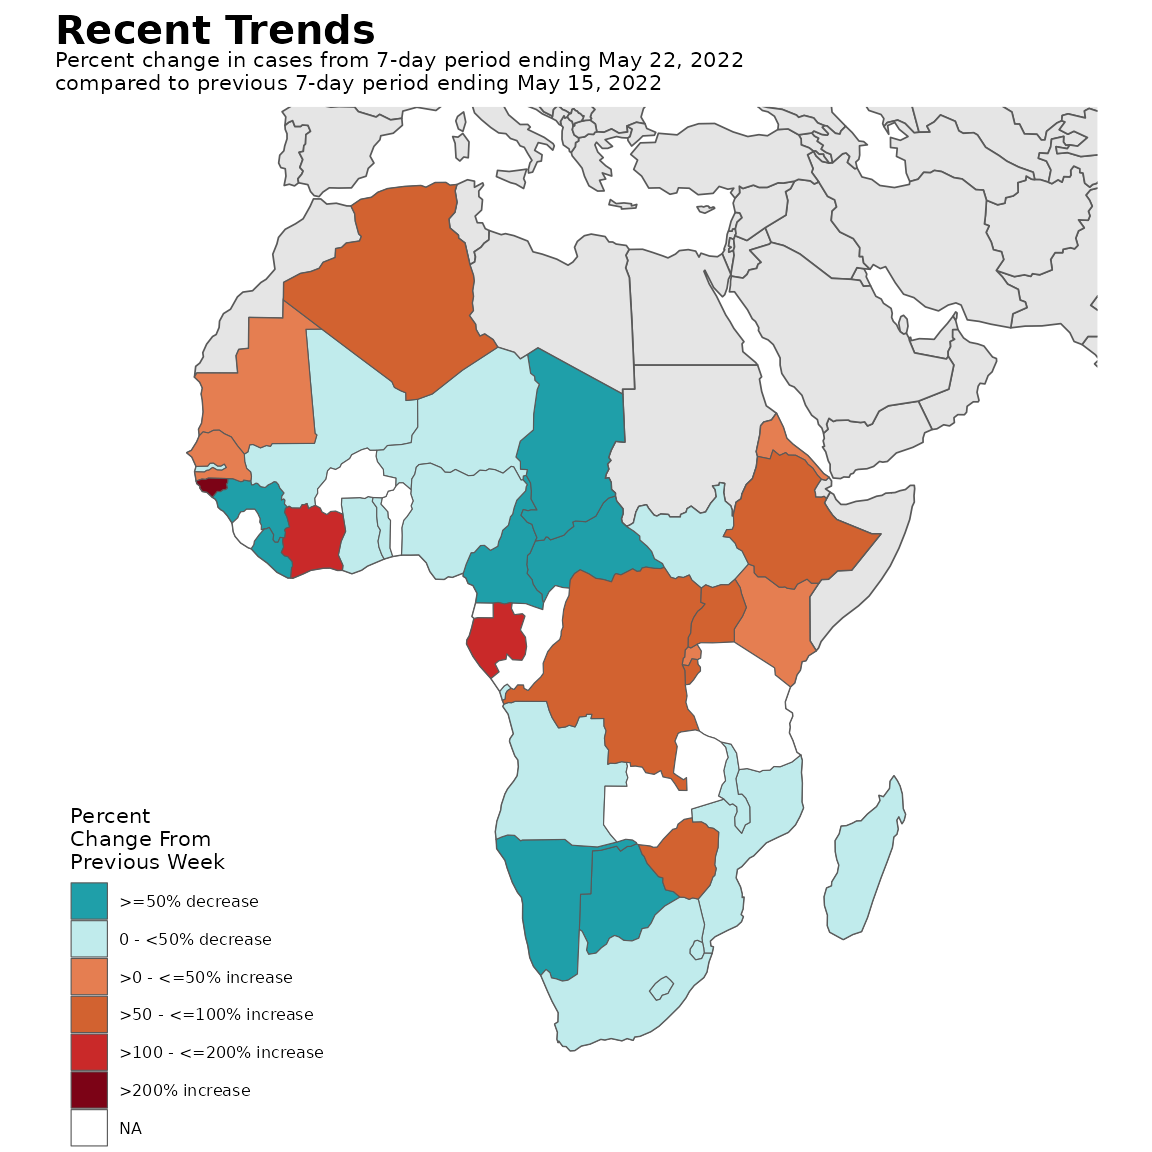 Recent Trends
Percent change in cases from 7-day period ending May 22, 2022
compared to previous 7-day period ending May 15, 2022
Percent
Change From
Previous Week
>=50% decrease
0 - <50% decrease
>0 - <=50% increase
>50 - <=100% increase
>100 - <=200% increase
>200% increase
NA